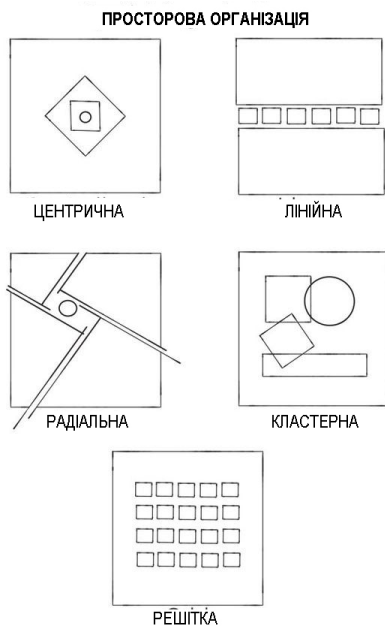 ПРОСТОРОВА ОРГАНІЗАЦІЯ
ЦЕНТРИЧНА
ЛІНІЙНА
РАДІАЛЬНА
КЛАСТЕРНА
РЕШІТКА